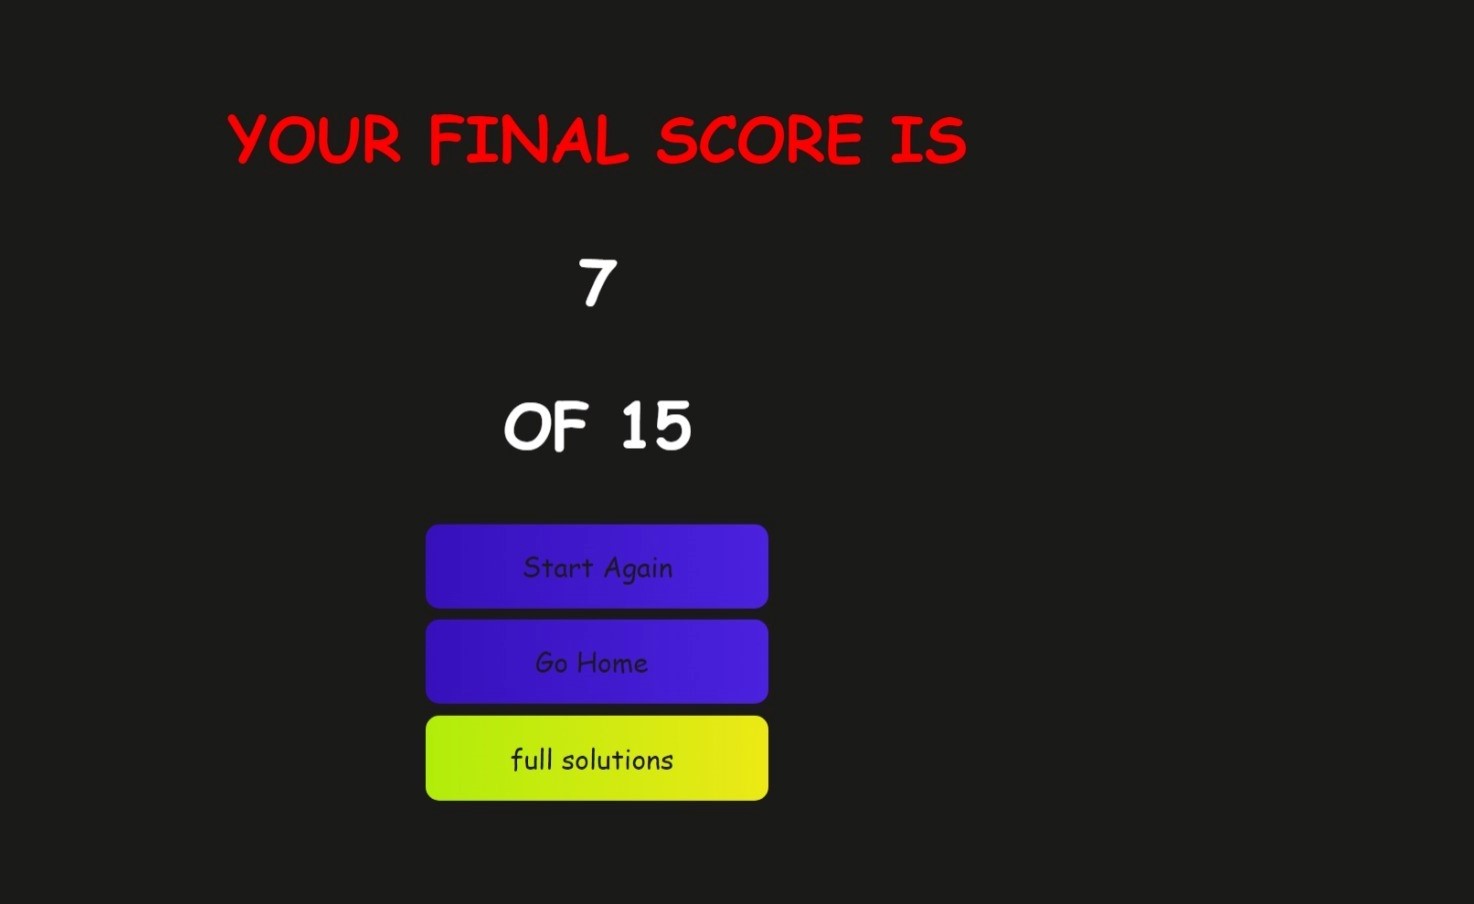 YOUR FINAL SCORE IS
7
OF 15
Start Again
Go Home
full solutions